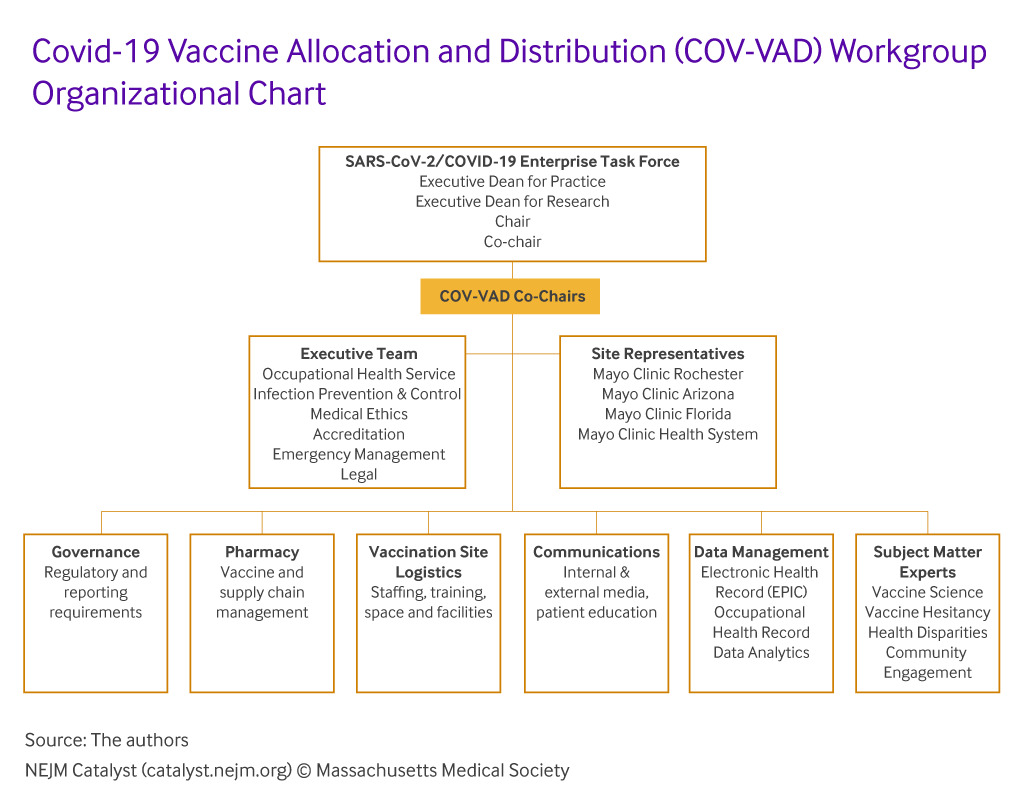 Covid-19 Vaccine Allocation and Distribution (COV-VAD) Workgroup
Organizational Chart
SARS-CoV-2/COVID-19 Enterprise Task Force
Executive Dean for Practice
Executive Dean for Research
Chair
Co-chair
COV-VAD Co-Chairs
Executive Team
Occupational Health Service
Infection Prevention & Control
Medical Ethics
Accreditation
Emergency Management
Legal
Site Representatives
Mayo Clinic Rochester
Mayo Clinic Arizona
Mayo Clinic Florida
Mayo Clinic Health System
Governance
Regulatory and
reporting
requirements
Pharmacy
Vaccine and
supply chain
management
Vaccination Site
Logistics
Staffing, training,
space and facilities
Communications
Internal &
external media,
patient education
Data Management
Electronic Health
Record (EPIC)
Occupational
Health Record
Data Analytics
Subject Matter
Experts
Vaccine Science
Vaccine Hesitancy
Health Disparities
Community
Engagement
Source: The authors
NEJM Catalyst (catalyst.nejm.org) © Massachusetts Medical Society